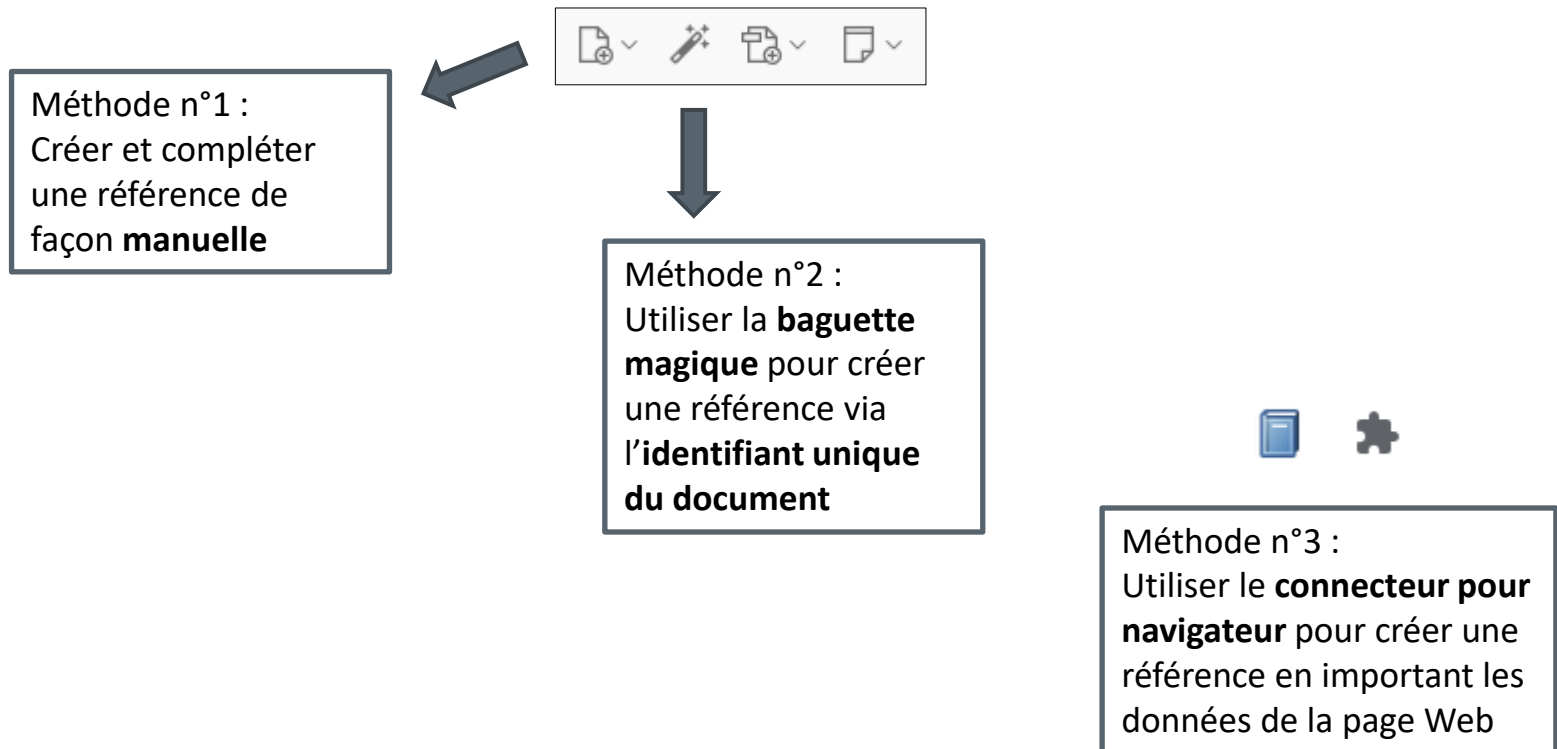 Méthode n°1 :
Créer et compléter
une référence de
façon manuelle
Méthode n°2 :
Utiliser la baguette
magique pour créer
une référence via
l’identifiant unique
du document
Méthode n°3 :
Utiliser le connecteur pour
navigateur pour créer une
référence en important les
données de la page Web